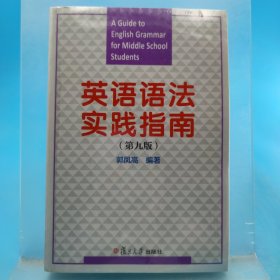 A Guide to
English Grammar
for Middle School
Students
英语语法
实践指南
(第九版)
郭凤高 编著
复旦大学出版社